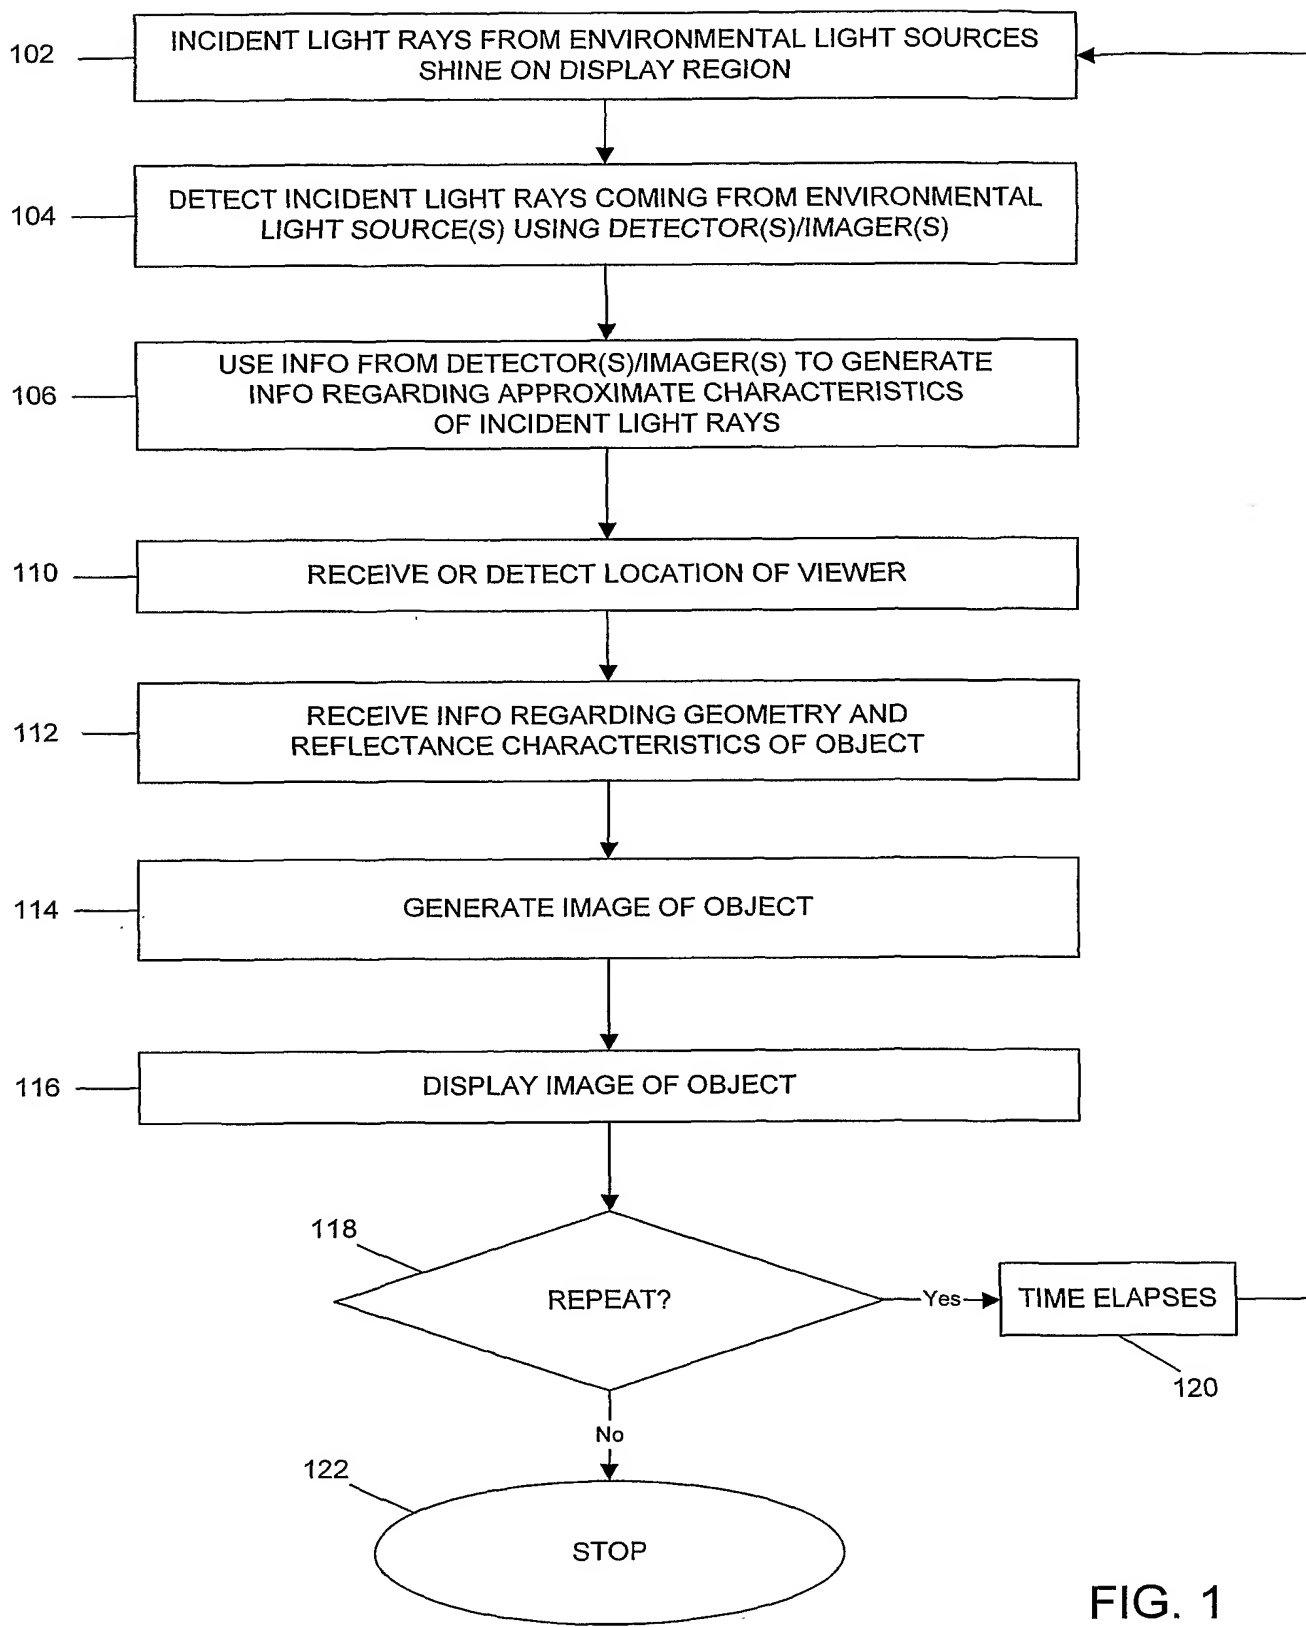 102
INCIDENT LIGHT RAYS FROM ENVIRONMENTAL LIGHT SOURCES
SHINE ON DISPLAY REGION
104
DETECT INCIDENT LIGHT RAYS COMING FROM ENVIRONMENTAL
LIGHT SOURCE(S) USING DETECTOR(S)/IMAGER(S)
106
USE INFO FROM DETECTOR(S)/IMAGER(S) TO GENERATE
INFO REGARDING APPROXIMATE CHARACTERISTICS
OF INCIDENT LIGHT RAYS
110
RECEIVE OR DETECT LOCATION OF VIEWER
112
RECEIVE INFO REGARDING GEOMETRY AND
REFLECTANCE CHARACTERISTICS OF OBJECT
114
GENERATE IMAGE OF OBJECT
116
DISPLAY IMAGE OF OBJECT
118
REPEAT?
Yes
TIME ELAPSES
120
No
122
STOP
FIG. 1